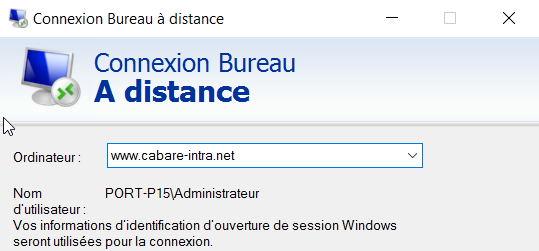 Connexion Bureau à distance
Connexion Bureau
A distance
Ordinateur : www.cabare-intra.net
Nom PORT-P15\Administrateur
d'utilisateur :
Vos informations d'identification d'ouverture de session Windows
seront utilisées pour la connexion.